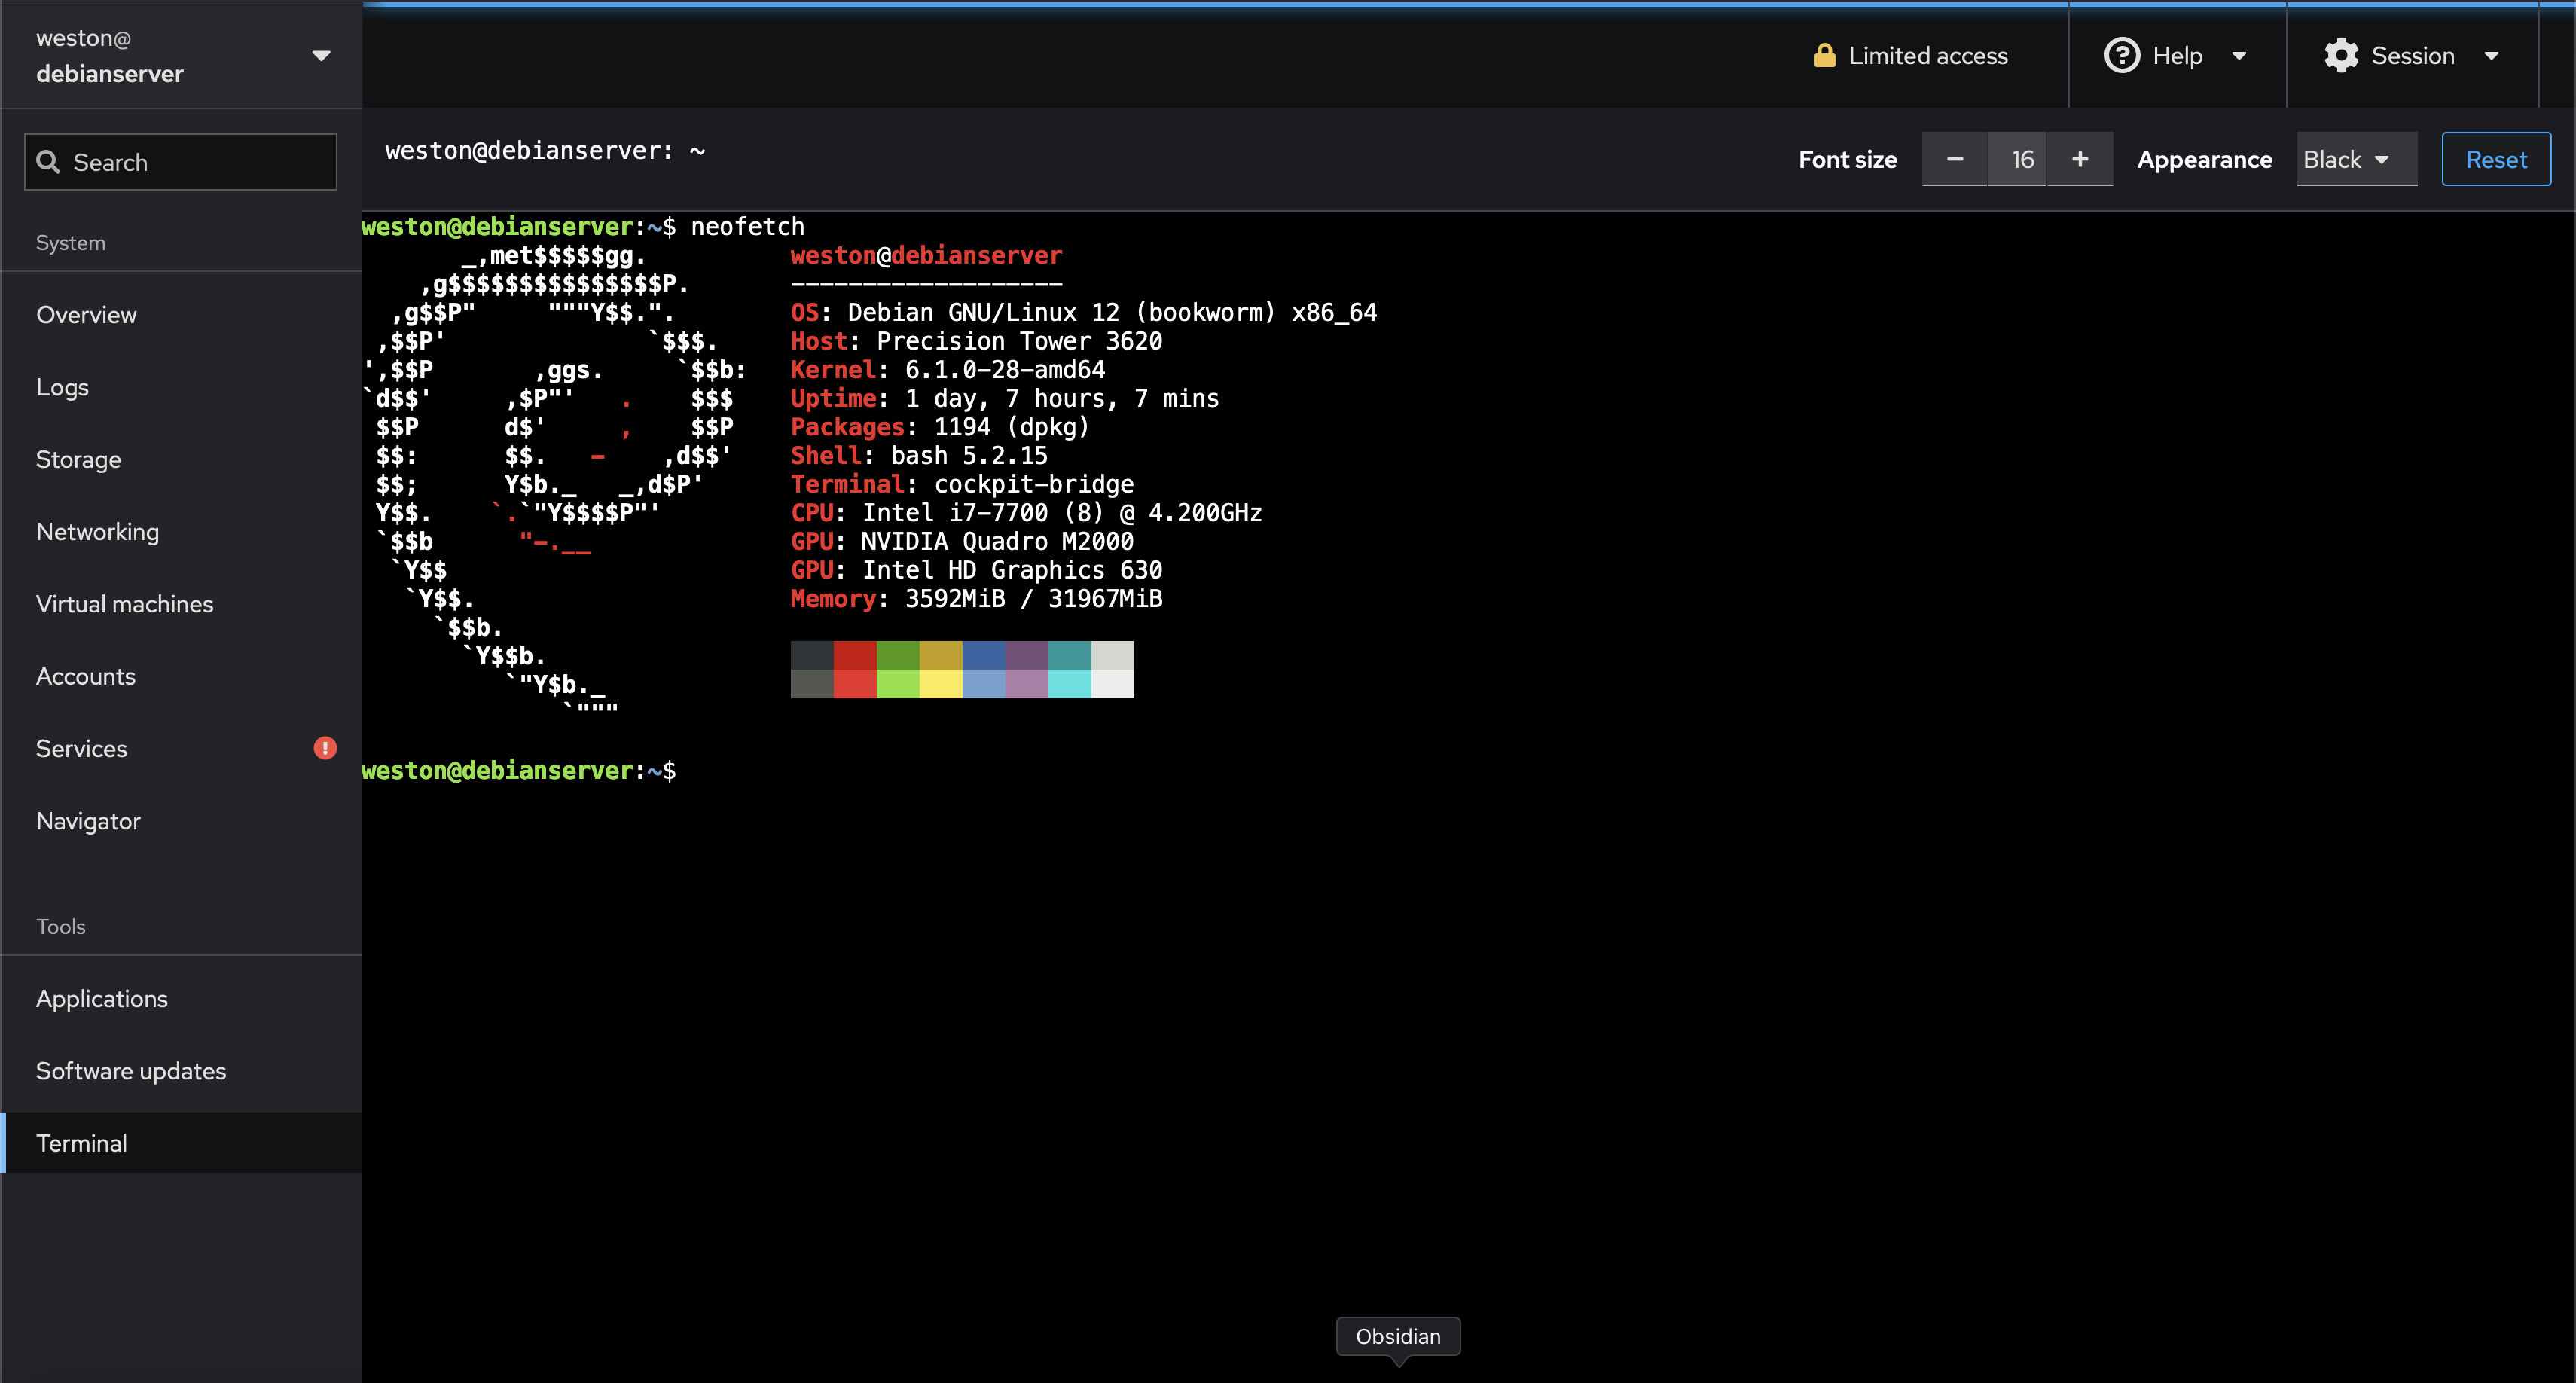 weston@
debianserver
Limited access
Help
Session
Search
weston@debianserver: ~
Font size
− 16 +
Appearance
Black
Reset
System
Overview
Logs
Storage
Networking
Virtual machines
Accounts
Services
Navigator
Tools
Applications
Software updates
Terminal
weston@debianserver:~$ neofetch
       _,met$$$$$gg.          weston@debianserver
    ,g$$$$$$$$$$$$$$$P.       -------------------
  ,g$$P"     """Y$$.".        OS: Debian GNU/Linux 12 (bookworm) x86_64
 ,$$P'              `$$$.     Host: Precision Tower 3620
',$$P       ,ggs.     `$$b:   Kernel: 6.1.0-28-amd64
`d$$'     ,$P"'   .    $$$    Uptime: 1 day, 7 hours, 7 mins
 $$P      d$'     ,    $$P    Packages: 1194 (dpkg)
 $$:      $$.   -    ,d$$'    Shell: bash 5.2.15
 $$;      Y$b._   _,d$P'      Terminal: cockpit-bridge
 Y$$.    `.`"Y$$$$P"'         CPU: Intel i7-7700 (8) @ 4.200GHz
 `$$b      "-.__              GPU: NVIDIA Quadro M2000
  `Y$$                        GPU: Intel HD Graphics 630
   `Y$$.                      Memory: 3592MiB / 31967MiB
     `$$b.
       `Y$$b.
          `"Y$b._
              `"""
weston@debianserver:~$
Obsidian